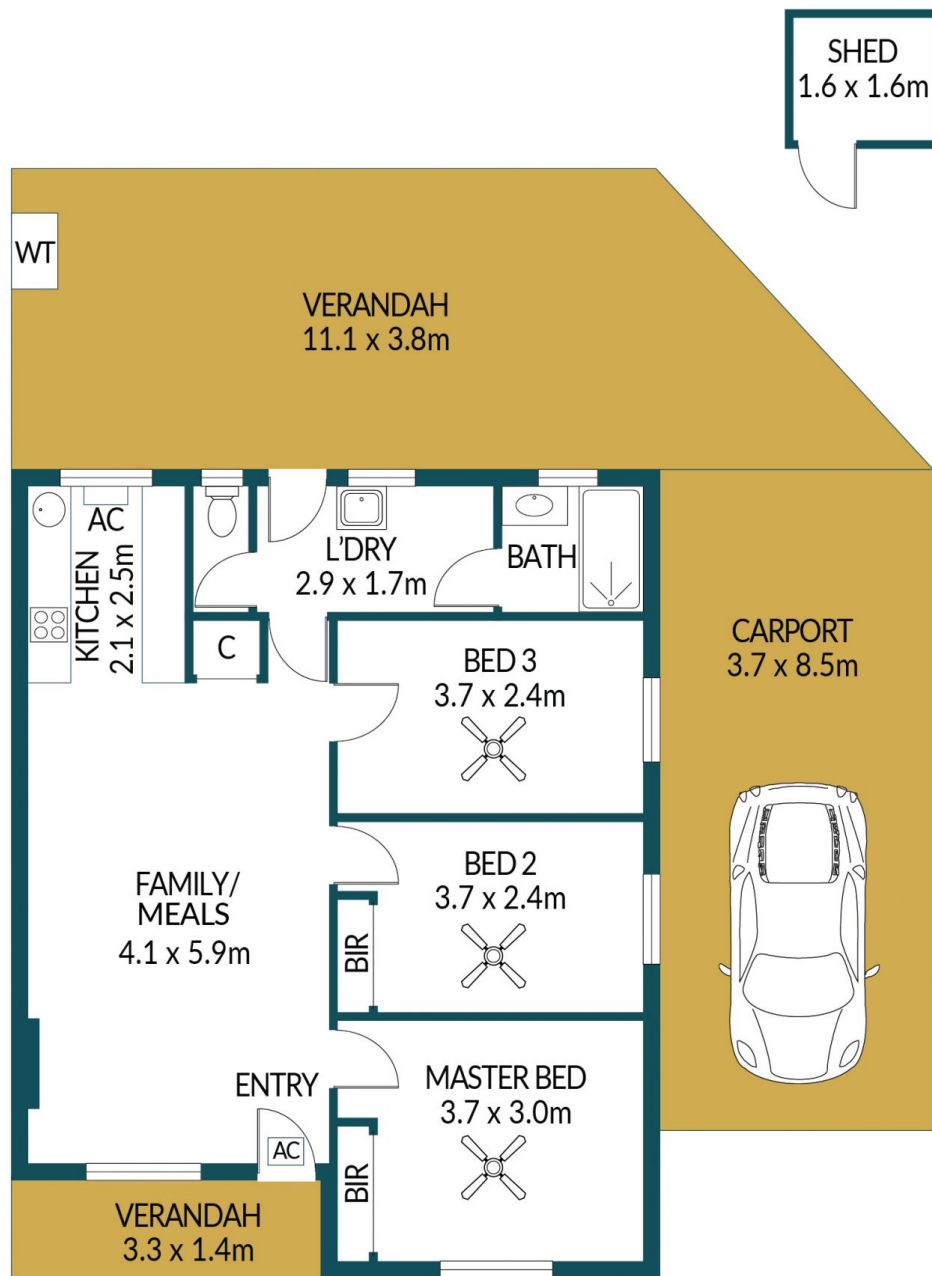 SHED
1.6 x 1.6m
WT
VERANDAH
11.1 x 3.8m
AC
KITCHEN
2.1 x 2.5m
L'DRY
2.9 x 1.7m
BATH
C
BED 3
3.7 x 2.4m
CARPORT
3.7 x 8.5m
BED 2
3.7 x 2.4m
BIR
FAMILY/
MEALS
4.1 x 5.9m
ENTRY
AC
MASTER BED
3.7 x 3.0m
BIR
VERANDAH
3.3 x 1.4m